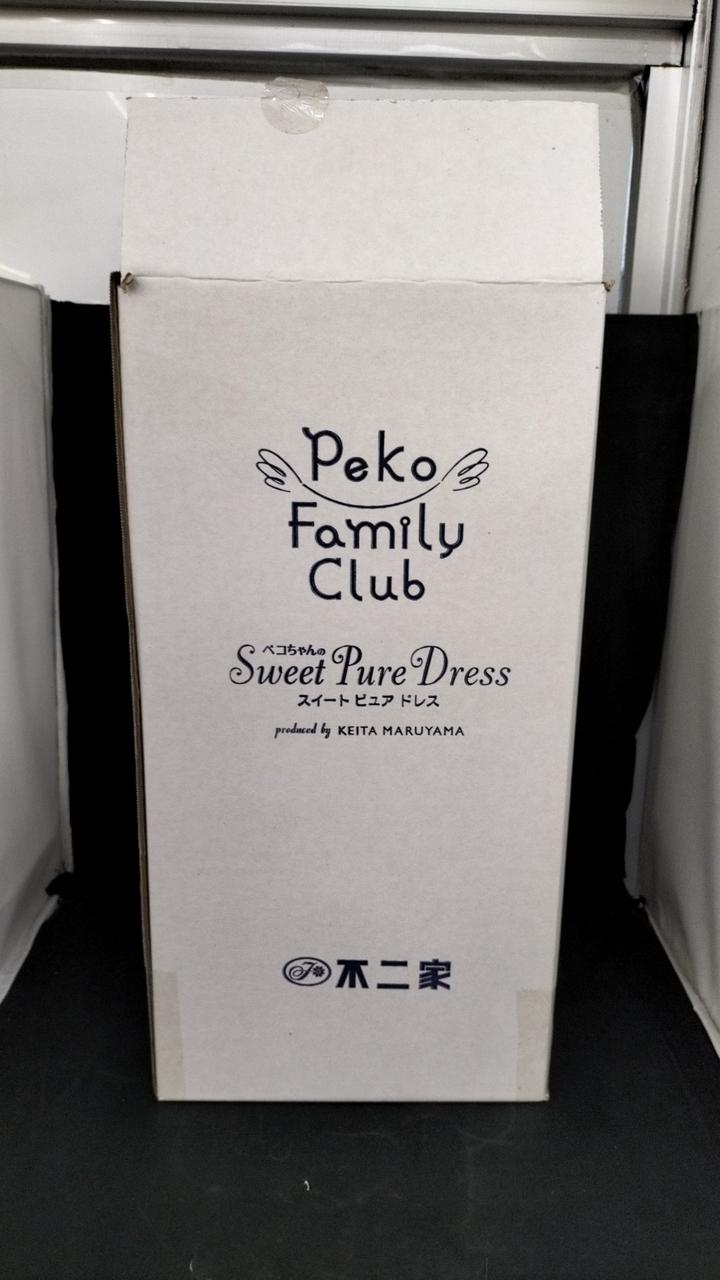 Peko
Family
Club
ペコちゃんの
Sweet Pure Dress
スイート ピュア ドレス
produced by KEITA MARUYAMA
F 不二家